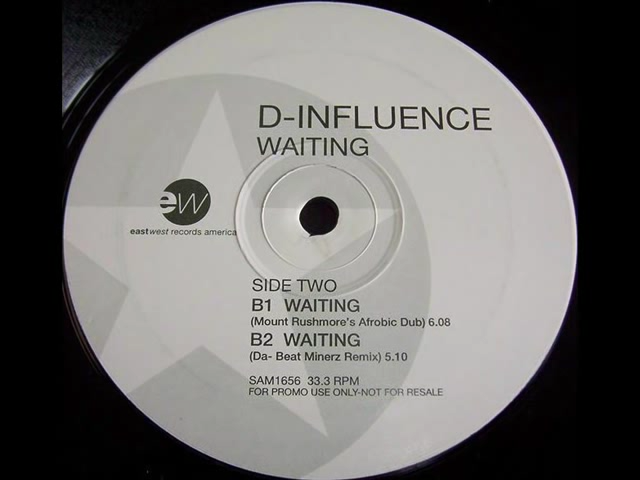 D-INFLUENCE
WAITING
ew
eastwest records america
SIDE TWO
B1 WAITING
(Mount Rushmore's Afrobic Dub) 6.08
B2 WAITING
(Da- Beat Minerz Remix) 5.10
SAM1656 33.3 RPM
FOR PROMO USE ONLY-NOT FOR RESALE